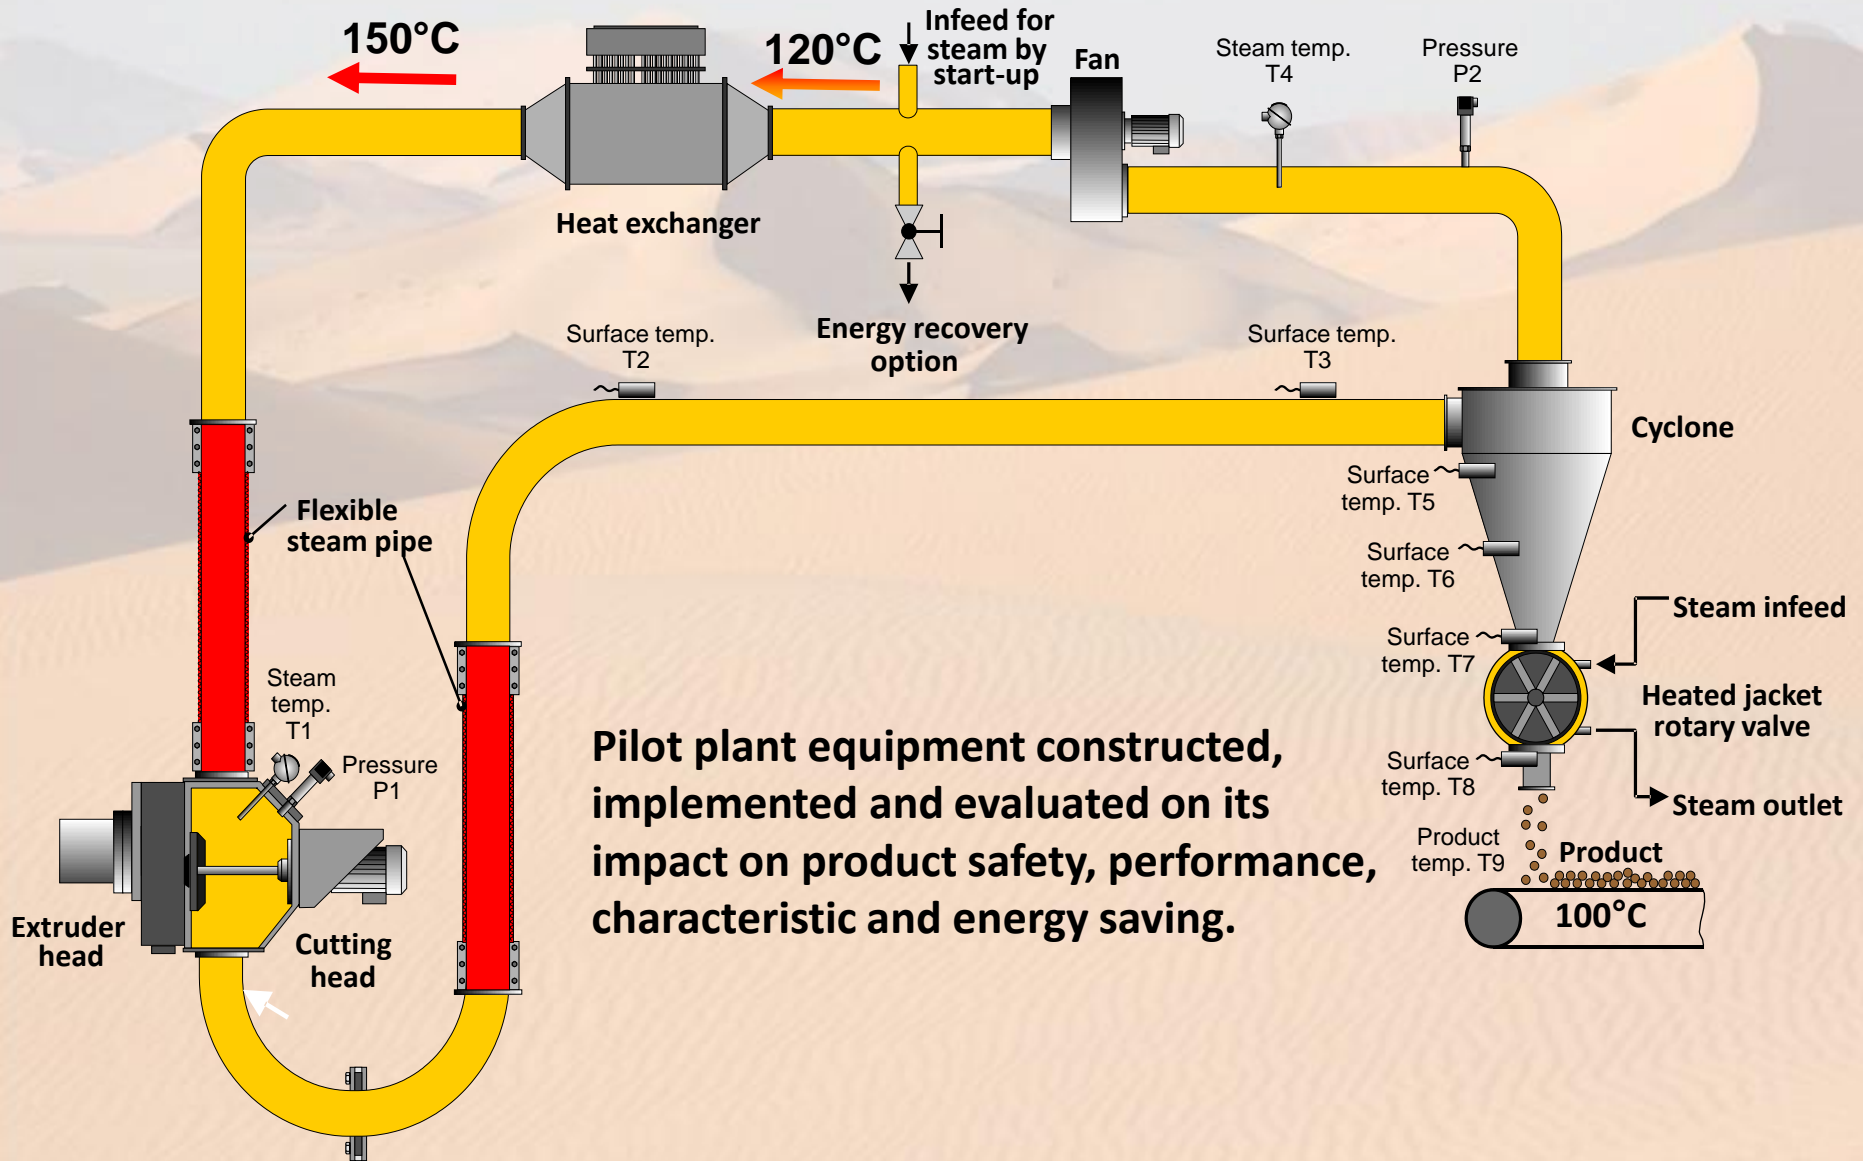 150°C
120°C
Infeed for
steam by
start-up
Fan
Steam temp.
T4
Pressure
P2
Heat exchanger
Energy recovery
option
Surface temp.
T2
Surface temp.
T3
Cyclone
Surface
temp. T5
Surface
temp. T6
Flexible
steam pipe
Steam infeed
Surface
temp. T7
Heated jacket
rotary valve
Steam
temp.
T1
Pressure
P1
Surface
temp. T8
Steam outlet
Product
temp. T9
Product
100°C
Extruder
head
Cutting
head
Pilot plant equipment constructed,
implemented and evaluated on its
impact on product safety, performance,
characteristic and energy saving.